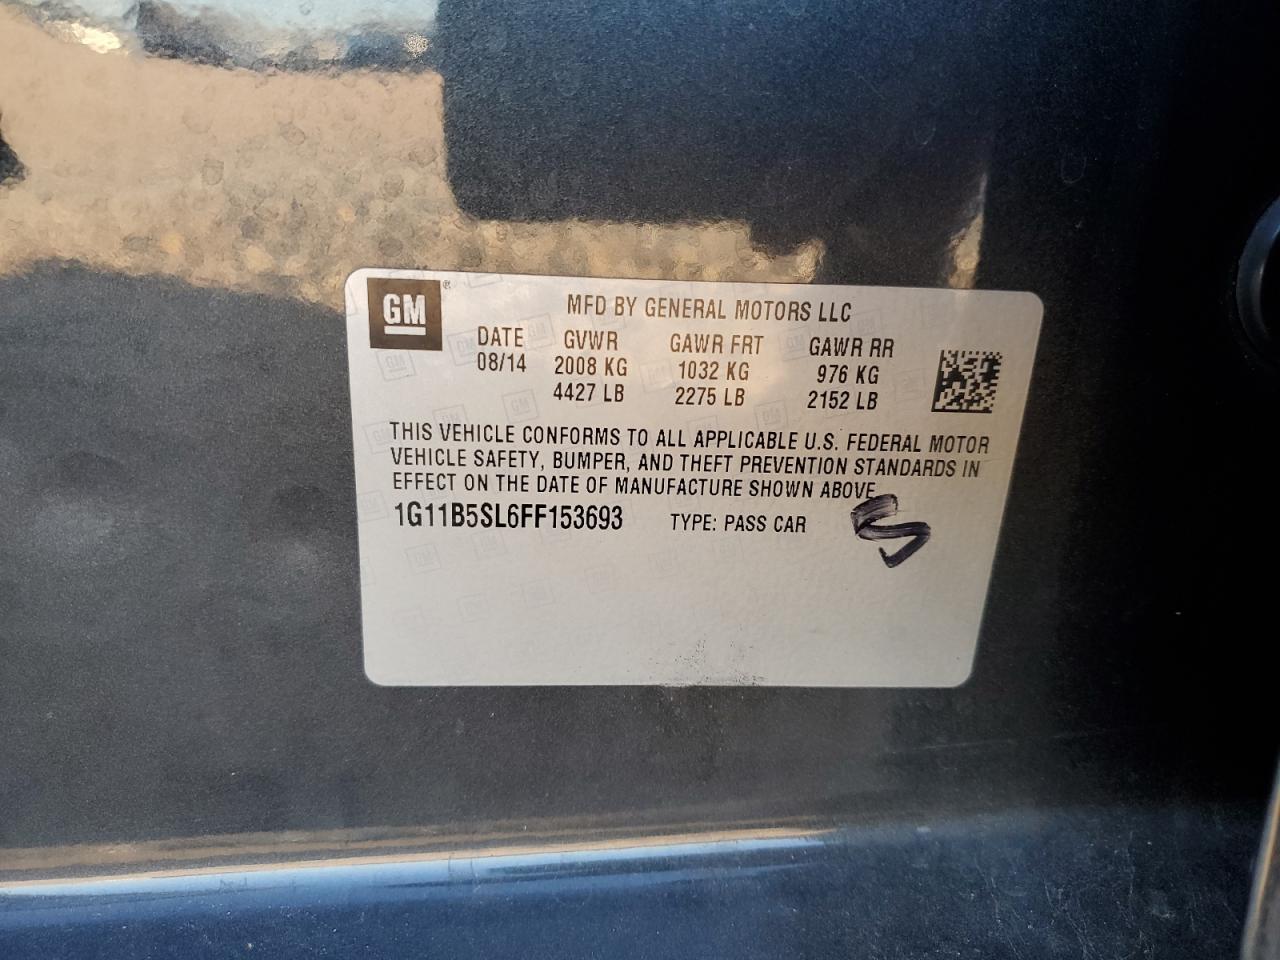 GM ®
MFD BY GENERAL MOTORS LLC
DATE GVWR GAWR FRT GAWR RR
08/14 2008 KG 1032 KG 976 KG
4427 LB 2275 LB 2152 LB
THIS VEHICLE CONFORMS TO ALL APPLICABLE U.S. FEDERAL MOTOR
VEHICLE SAFETY, BUMPER, AND THEFT PREVENTION STANDARDS IN
EFFECT ON THE DATE OF MANUFACTURE SHOWN ABOVE
1G11B5SL6FF153693 TYPE: PASS CAR
S